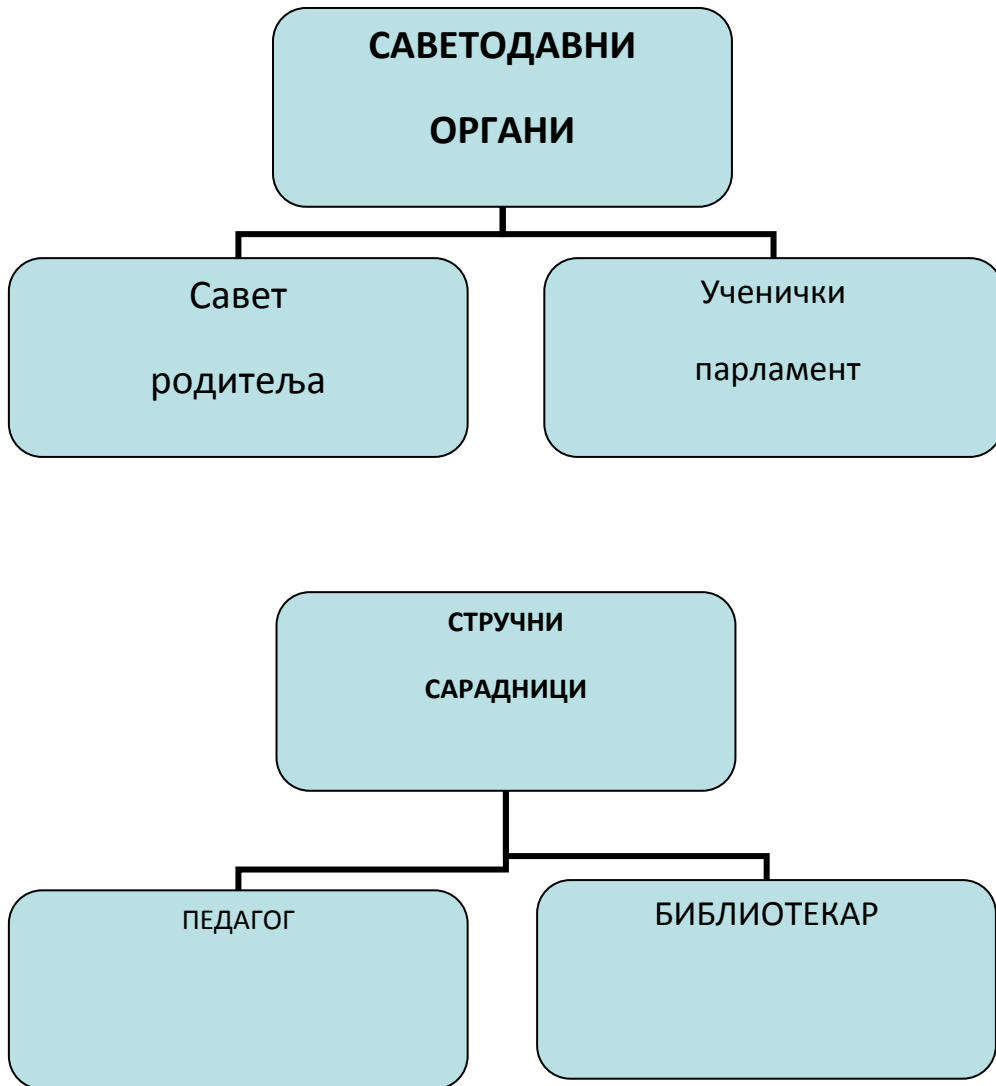 САВЕТОДАВНИ
ОРГАНИ
Савет
родитеља
Ученички
парламент
СТРУЧНИ
САРАДНИЦИ
ПЕДАГОГ
БИБЛИОТЕКАР